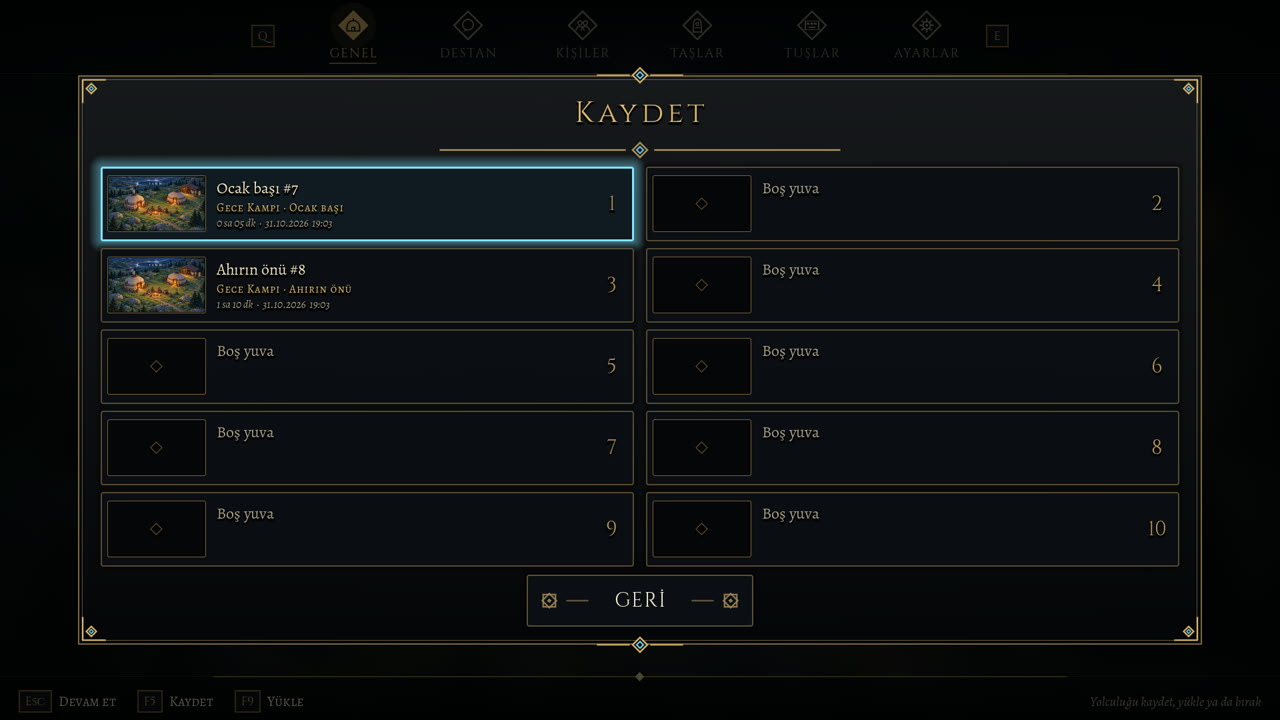 Q
GENEL
DESTAN
KİŞİLER
TAŞLAR
TUŞLAR
AYARLAR
E
KAYDET
Ocak başı #7
GECE KAMPI · OCAK BAŞI
0 sa 05 dk · 31.10.2026 19:03
1
Boş yuva
2
Ahırın önü #8
GECE KAMPI · AHIRIN ÖNÜ
1 sa 10 dk · 31.10.2026 19:03
3
Boş yuva
4
Boş yuva
5
Boş yuva
6
Boş yuva
7
Boş yuva
8
Boş yuva
9
Boş yuva
10
GERİ
ESC DEVAM ET F5 KAYDET F9 YÜKLE
Yolculuğu kaydet, yükle ya da bırak